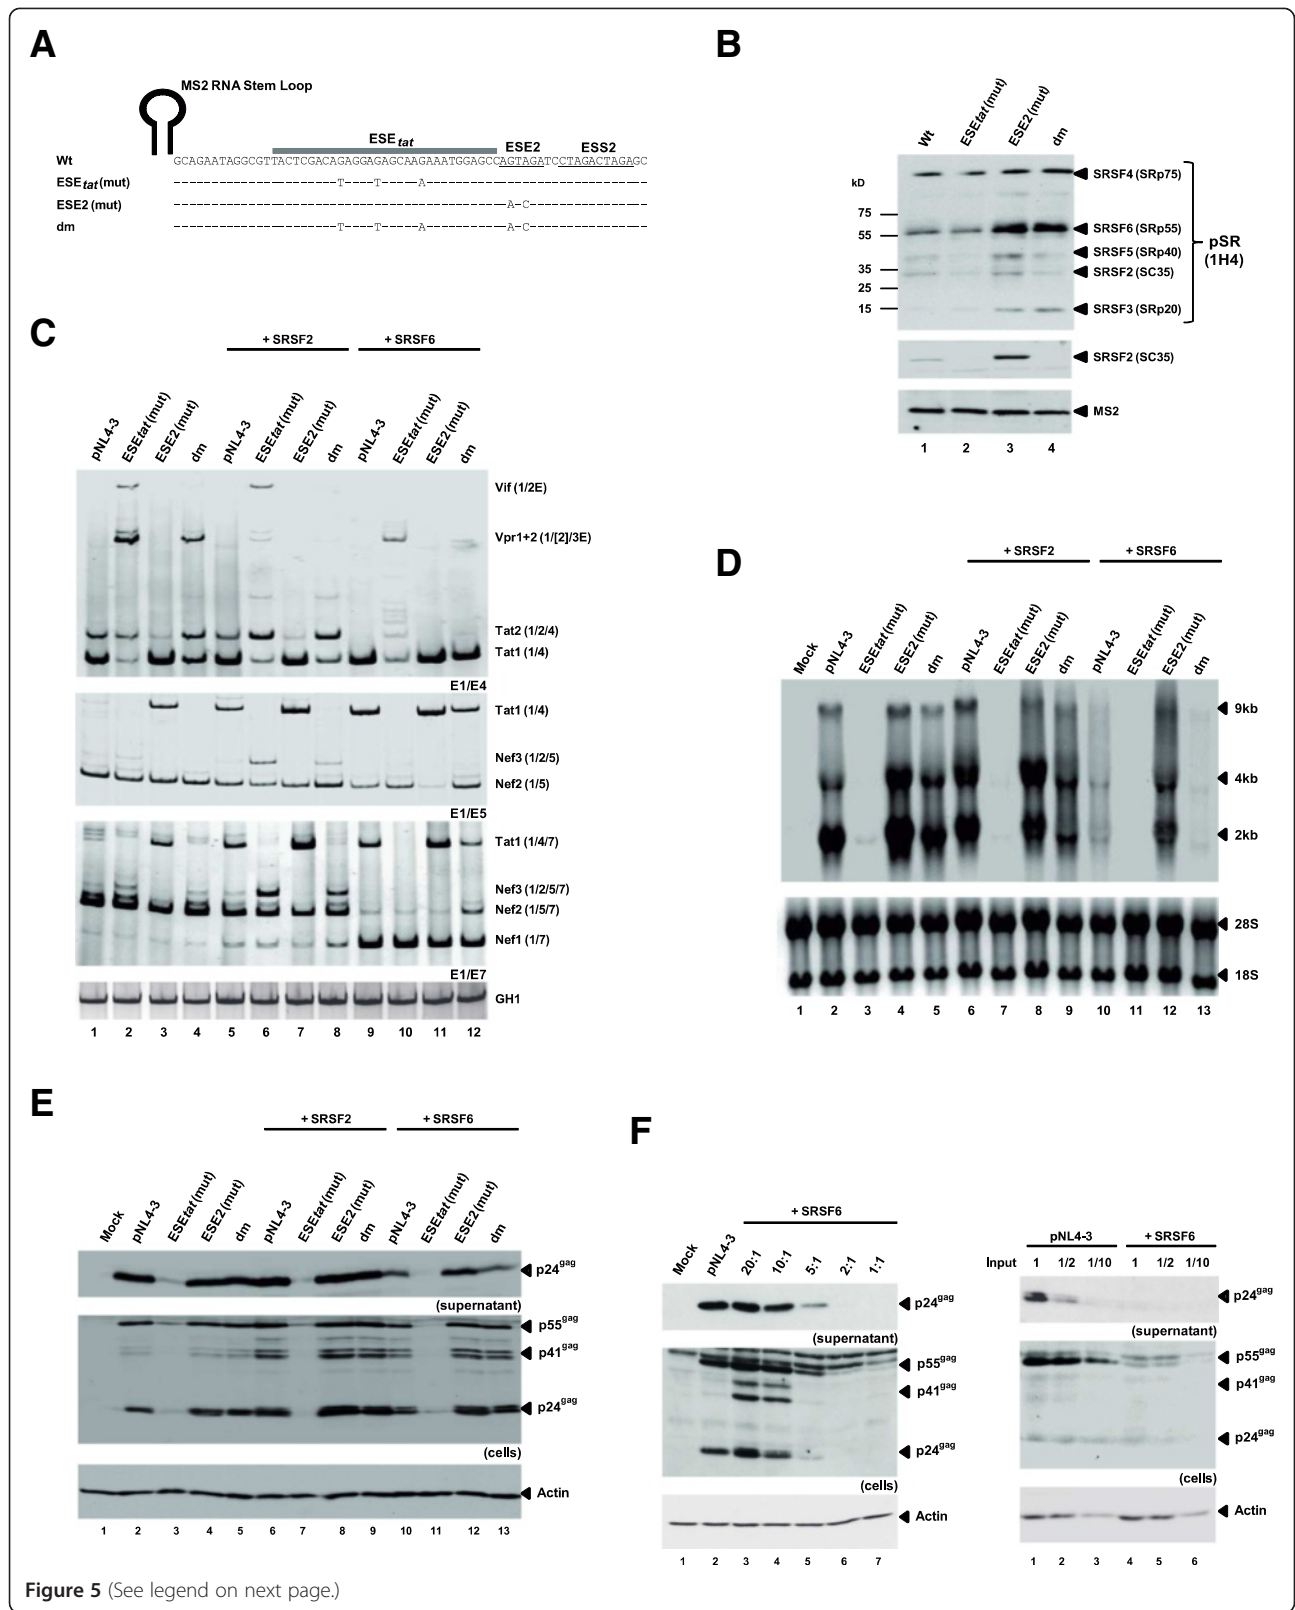 A
MS2 RNA Stem Loop
ESEtat
ESE2 ESS2
Wt GCAGAATAGGCGTTACTCGACAGAGGAGAGCAAGAAATGGAGCCAGTAGATCCTAGACTAGAGC
ESEtat(mut) T T A
ESE2 (mut) A-C
dm T T A A-C
B
Wt ESEtat(mut) ESE2(mut) dm
kD
75
55
35
25
15
SRSF4 (SRp75)
SRSF6 (SRp55)
SRSF5 (SRp40)
SRSF2 (SC35)
SRSF3 (SRp20)
pSR
(1H4)
SRSF2 (SC35)
MS2
1 2 3 4
C
+ SRSF2 + SRSF6
pNL4-3 ESEtat(mut) ESE2(mut) dm pNL4-3 ESEtat(mut) ESE2(mut) dm pNL4-3 ESEtat(mut) ESE2(mut) dm
Vif (1/2E)
Vpr1+2 (1/[2]/3E)
Tat2 (1/2/4)
Tat1 (1/4)
E1/E4
Tat1 (1/4)
Nef3 (1/2/5)
Nef2 (1/5)
E1/E5
Tat1 (1/4/7)
Nef3 (1/2/5/7)
Nef2 (1/5/7)
Nef1 (1/7)
E1/E7
GH1
1 2 3 4 5 6 7 8 9 10 11 12
D
+ SRSF2 + SRSF6
Mock pNL4-3 ESEtat(mut) ESE2(mut) dm pNL4-3 ESEtat(mut) ESE2(mut) dm pNL4-3 ESEtat(mut) ESE2(mut) dm
9kb
4kb
2kb
28S
18S
1 2 3 4 5 6 7 8 9 10 11 12 13
E
+ SRSF2 + SRSF6
Mock pNL4-3 ESEtat(mut) ESE2(mut) dm pNL4-3 ESEtat(mut) ESE2(mut) dm pNL4-3 ESEtat(mut) ESE2(mut) dm
p24gag
(supernatant)
p55gag
p41gag
p24gag
(cells)
Actin
1 2 3 4 5 6 7 8 9 10 11 12 13
F
+ SRSF6
Mock pNL4-3 20:1 10:1 5:1 2:1 1:1
p24gag
(supernatant)
p55gag
p41gag
p24gag
(cells)
Actin
1 2 3 4 5 6 7
pNL4-3 + SRSF6
Input 1 1/2 1/10 1 1/2 1/10
p24gag
(supernatant)
p55gag
p41gag
p24gag
(cells)
Actin
1 2 3 4 5 6
Figure 5 (See legend on next page.)